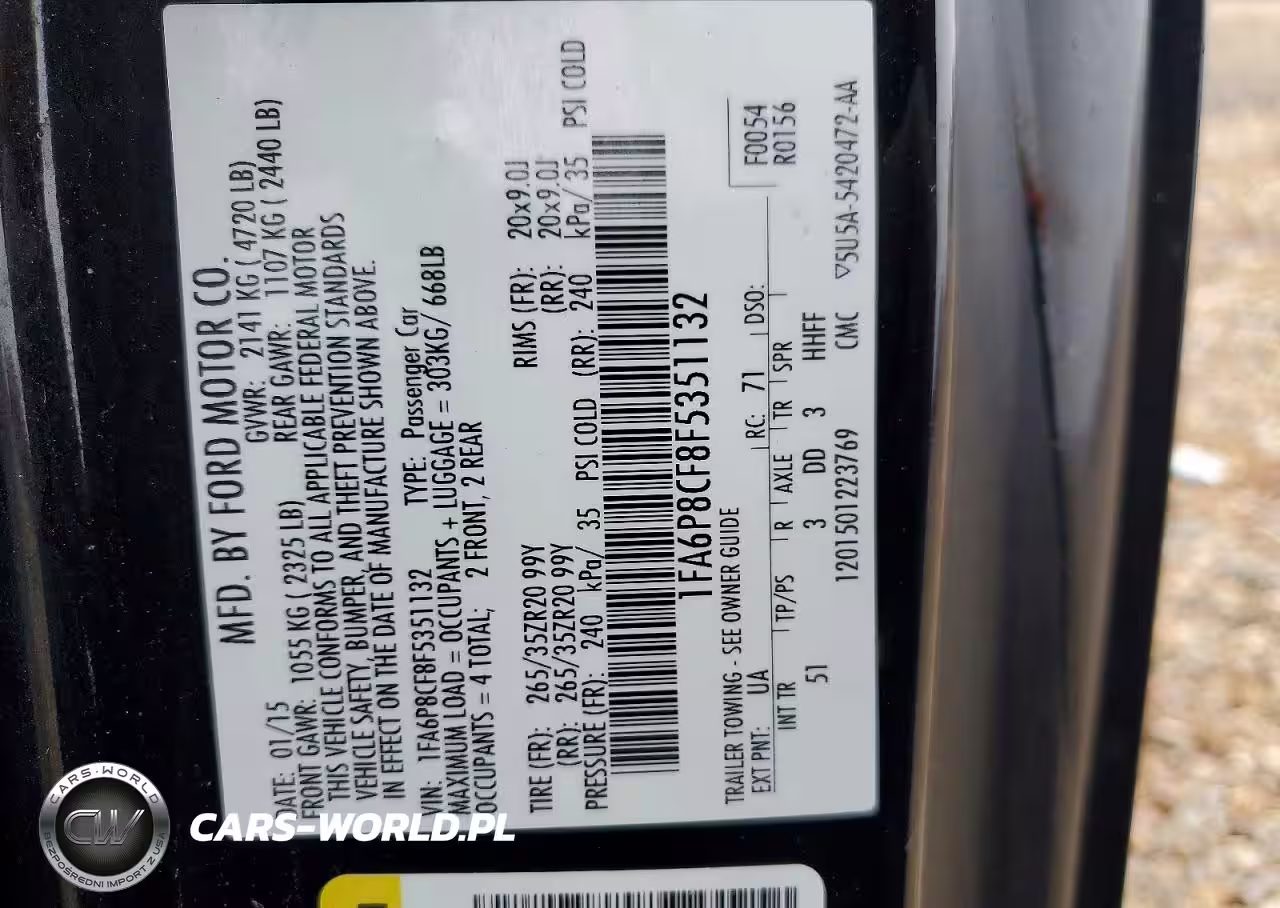 MFD. BY FORD MOTOR CO.
DATE: 01/15 GVWR: 2141 KG ( 4720 LB)
FRONT GAWR: 1055 KG ( 2325 LB) REAR GAWR: 1107 KG ( 2440 LB)
THIS VEHICLE CONFORMS TO ALL APPLICABLE FEDERAL MOTOR
VEHICLE SAFETY, BUMPER, AND THEFT PREVENTION STANDARDS
IN EFFECT ON THE DATE OF MANUFACTURE SHOWN ABOVE.
VIN: 1FA6P8CF8F5351132 TYPE: Passenger Car
MAXIMUM LOAD = OCCUPANTS + LUGGAGE = 303KG/ 668LB
OCCUPANTS = 4 TOTAL, 2 FRONT, 2 REAR
TIRE (FR): 265/35ZR20 99Y RIMS (FR): 20x9.0J
(RR): 265/35ZR20 99Y (RR): 20x9.0J
PRESSURE (FR): 240 kPa/ 35 PSI COLD (RR): 240 kPa/ 35 PSI COLD
1FA6P8CF8F5351132
TRAILER TOWING - SEE OWNER GUIDE
F0054
R0156
EXT PNT: UA RC: 71 DSO:
INT TR TP/PS R AXLE TR SPR
51 3 DD 3 HHFF
1201501223769 CMC ▽5U5A-5420472-AA
CARS-WORLD
CW
BEZPOŚREDNI IMPORT Z USA
CARS-WORLD.PL